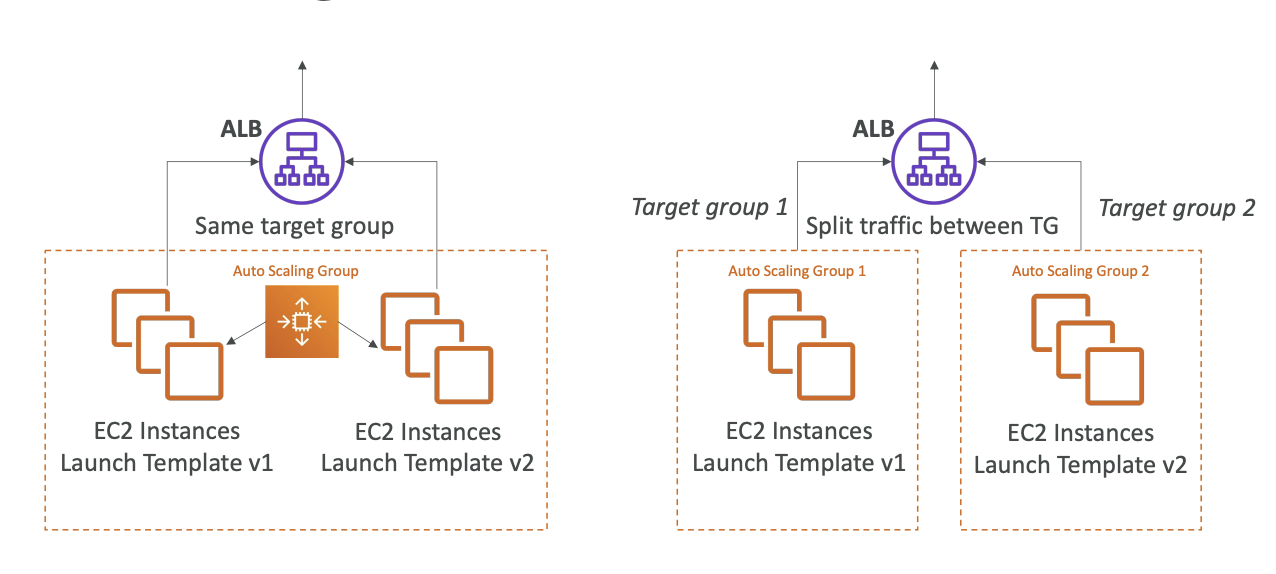 ALB
Same target group
Auto Scaling Group
EC2 Instances
Launch Template v1
EC2 Instances
Launch Template v2
ALB
Target group 1
Split traffic between TG
Target group 2
Auto Scaling Group 1
EC2 Instances
Launch Template v1
Auto Scaling Group 2
EC2 Instances
Launch Template v2